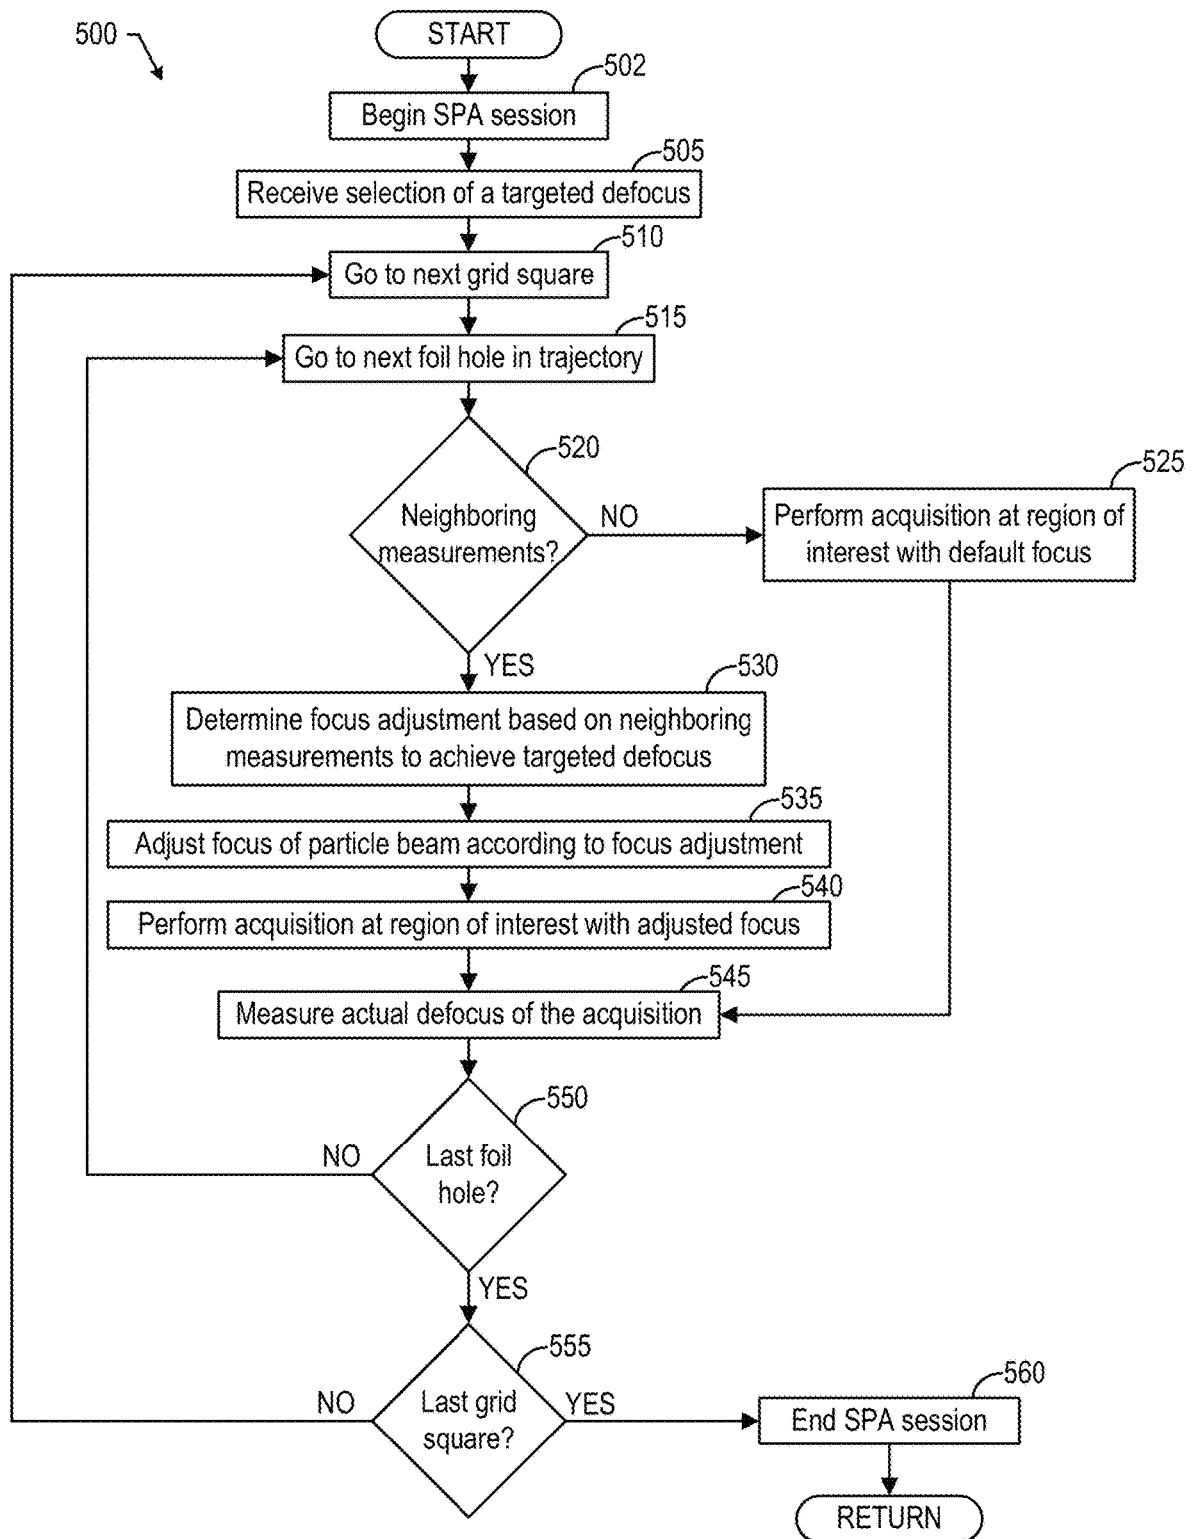 500
START
502
Begin SPA session
505
Receive selection of a targeted defocus
510
Go to next grid square
515
Go to next foil hole in trajectory
520
Neighboring
measurements?
NO
525
Perform acquisition at region of
interest with default focus
YES
530
Determine focus adjustment based on neighboring
measurements to achieve targeted defocus
535
Adjust focus of particle beam according to focus adjustment
540
Perform acquisition at region of interest with adjusted focus
545
Measure actual defocus of the acquisition
550
Last foil
hole?
NO
YES
555
Last grid
square?
NO
YES
560
End SPA session
RETURN